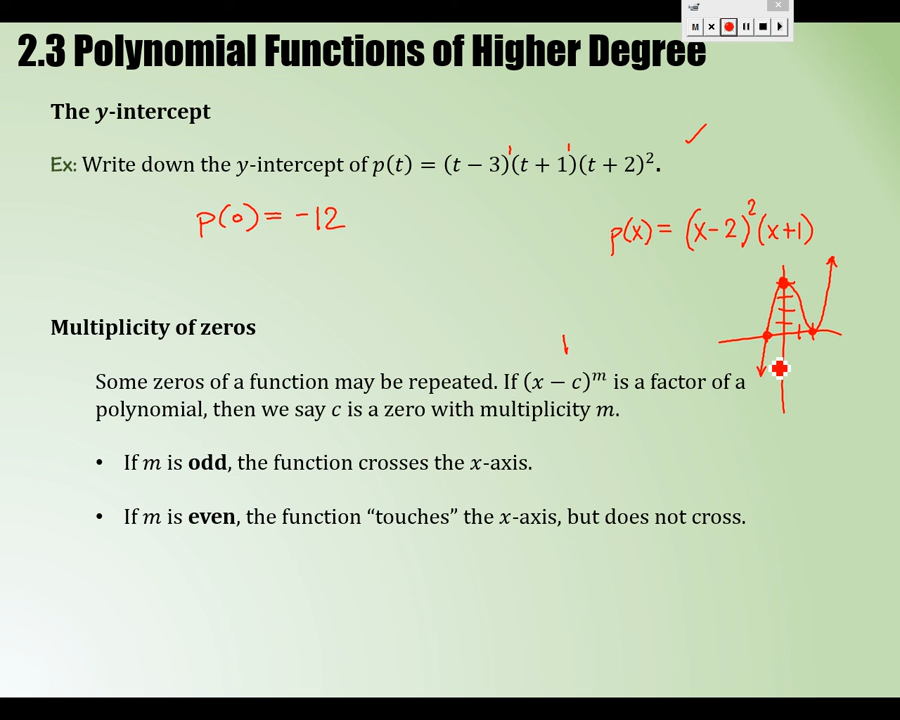 2.3 Polynomial Functions of Higher Degree
The y-intercept
Ex: Write down the y-intercept of p(t) = (t − 3)¹(t + 1)¹(t + 2)².
p(0) = -12
p(x) = (x-2)²(x+1)
Multiplicity of zeros
Some zeros of a function may be repeated. If (x − c)ᵐ is a factor of a
polynomial, then we say c is a zero with multiplicity m.
• If m is odd, the function crosses the x-axis.
• If m is even, the function “touches” the x-axis, but does not cross.